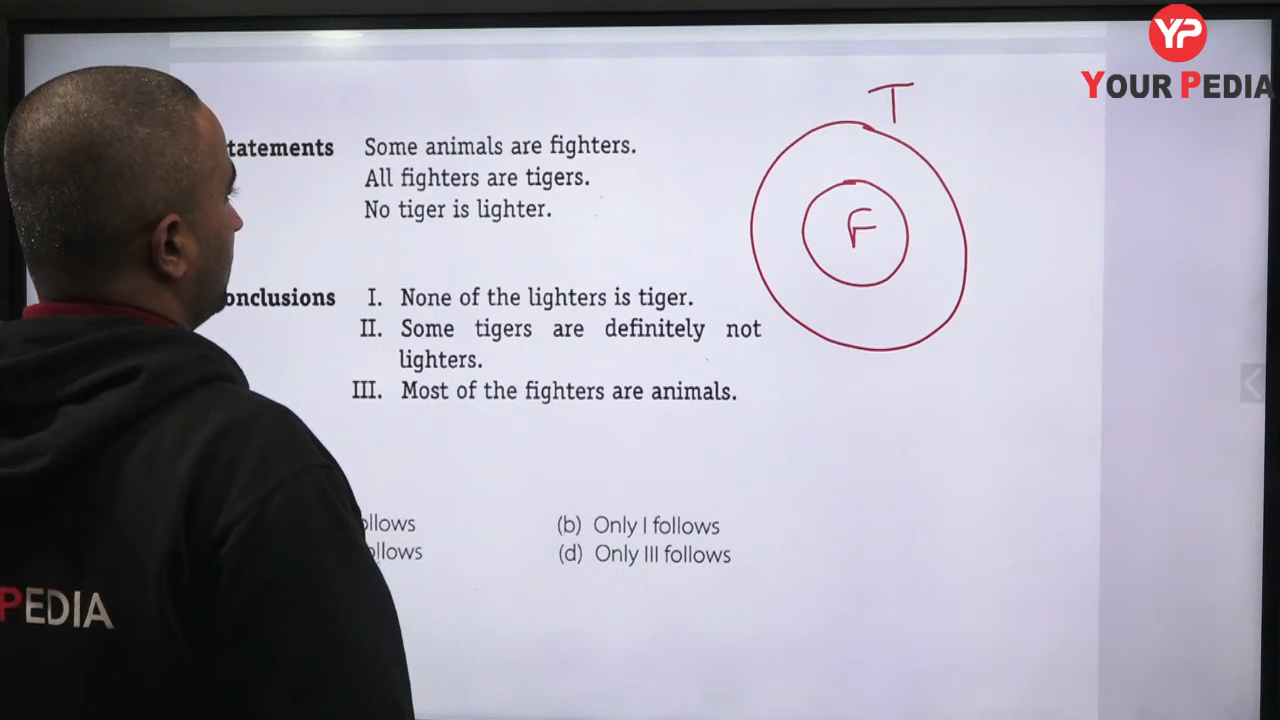 YP
YOUR PEDIA
T
tatements Some animals are fighters.
All fighters are tigers.
No tiger is lighter.
F
onclusions I. None of the lighters is tiger.
II. Some tigers are definitely not
lighters.
III. Most of the fighters are animals.
ollows (b) Only I follows
ollows (d) Only III follows
PEDIA